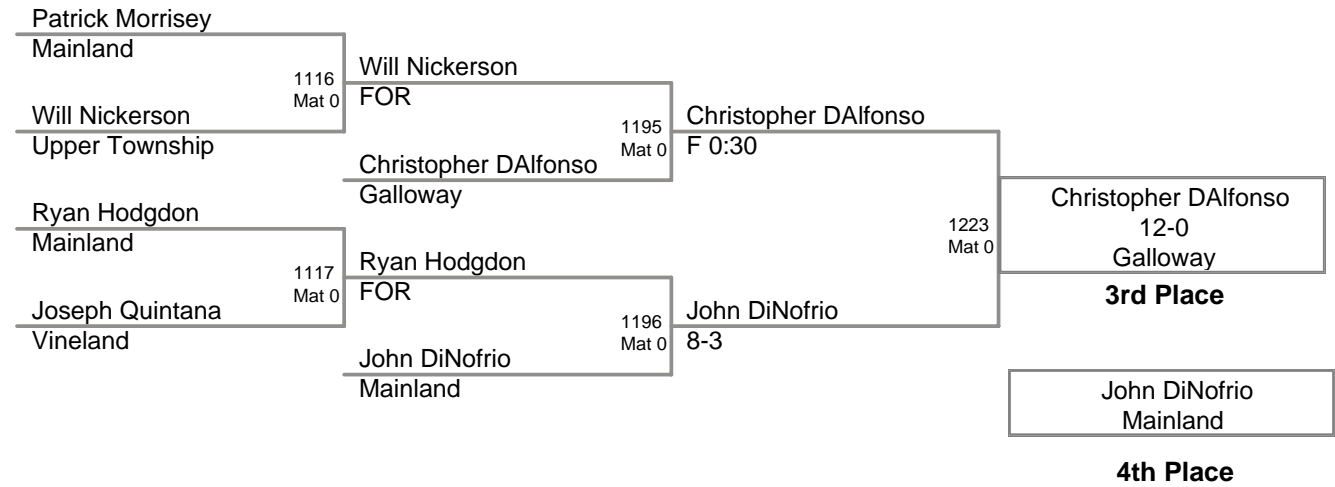 Patrick Morrisey
Mainland
1116
Mat 0
Will Nickerson
FOR
Will Nickerson
Upper Township
1195
Mat 0
Christopher DAlfonso
F 0:30
Christopher DAlfonso
Galloway
Ryan Hodgdon
Mainland
1117
Mat 0
Ryan Hodgdon
FOR
Joseph Quintana
Vineland
1196
Mat 0
John DiNofrio
8-3
John DiNofrio
Mainland
1223
Mat 0
Christopher DAlfonso
12-0
Galloway
3rd Place
John DiNofrio
Mainland
4th Place